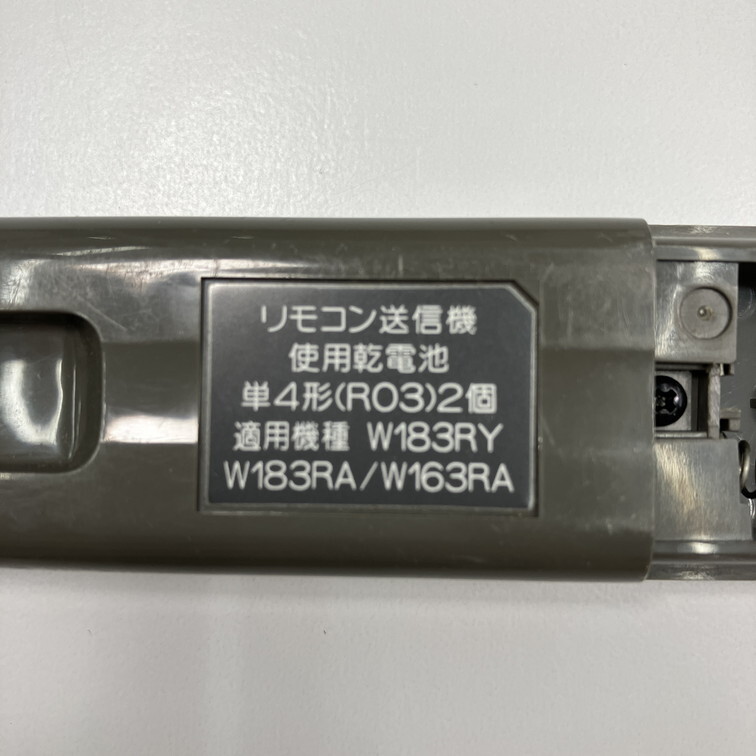 リモコン送信機
使用乾電池
単4形(R03)2個
適用機種 W183RY
W183RA/W163RA